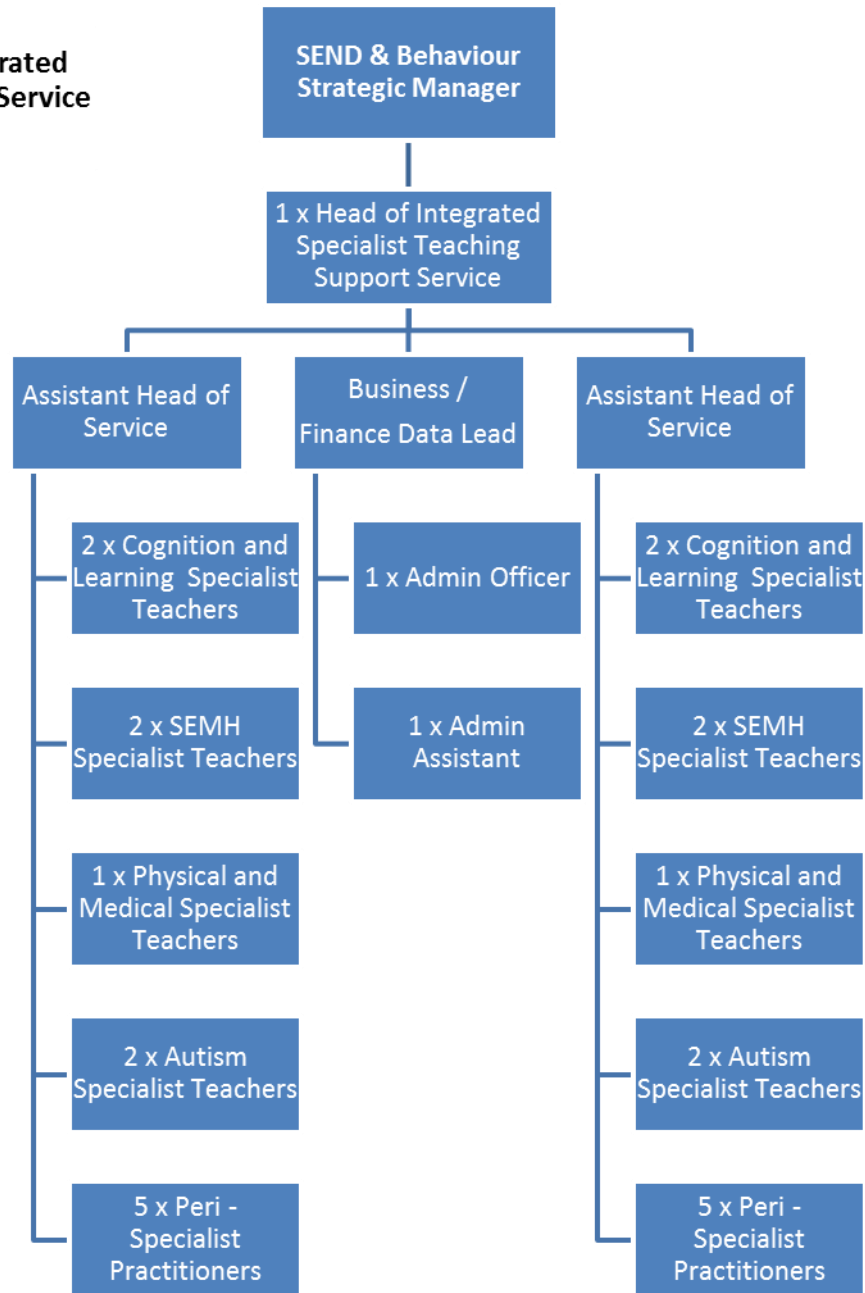 rated
Service
SEND & Behaviour
Strategic Manager
1 x Head of Integrated
Specialist Teaching
Support Service
Assistant Head of
Service
Business /
Finance Data Lead
Assistant Head of
Service
2 x Cognition and
Learning Specialist
Teachers
2 x SEMH
Specialist Teachers
1 x Physical and
Medical Specialist
Teachers
2 x Autism
Specialist Teachers
5 x Peri -
Specialist
Practitioners
1 x Admin Officer
1 x Admin
Assistant
2 x Cognition and
Learning Specialist
Teachers
2 x SEMH
Specialist Teachers
1 x Physical and
Medical Specialist
Teachers
2 x Autism
Specialist Teachers
5 x Peri -
Specialist
Practitioners